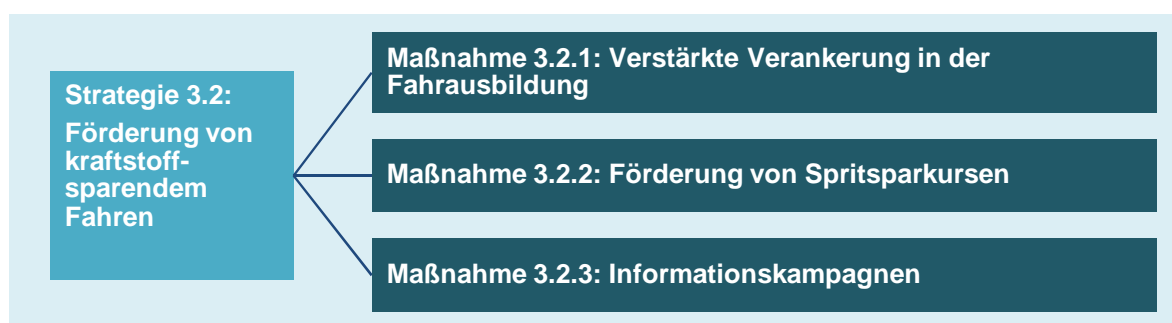 Strategie 3.2:
Förderung von
kraftstoff-
sparendem
Fahren
Maßnahme 3.2.1: Verstärkte Verankerung in der
Fahrausbildung
Maßnahme 3.2.2: Förderung von Spritsparkursen
Maßnahme 3.2.3: Informationskampagnen